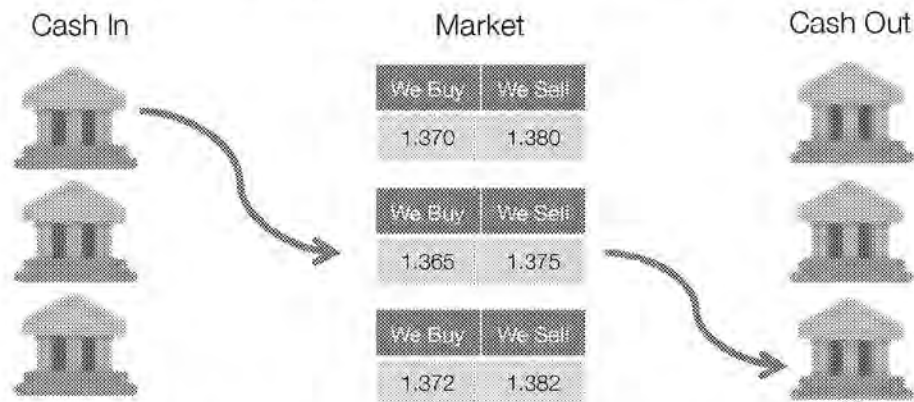 Cash In
Market
Cash Out
We Buy We Sell
1.370 1.380
We Buy We Sell
1.365 1.375
We Buy We Sell
1.372 1.382